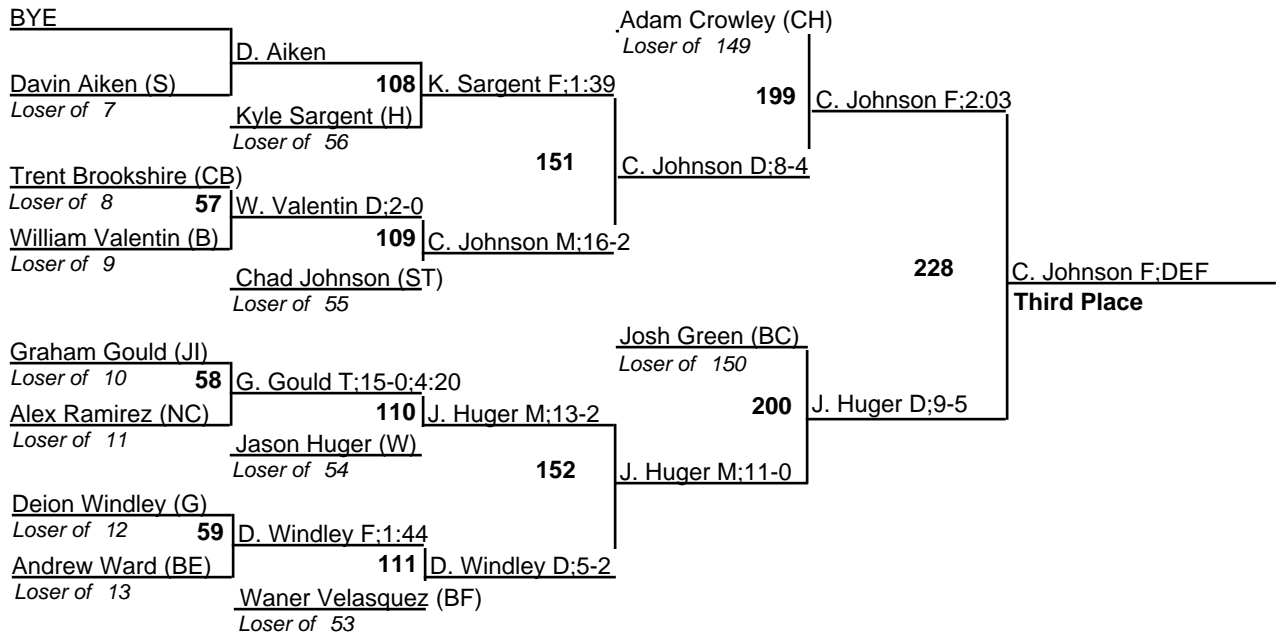 BYE
Adam Crowley (CH)
Loser of 149
D. Aiken
Davin Aiken (S)
108
K. Sargent F;1:39
199
C. Johnson F;2:03
Loser of 7
Kyle Sargent (H)
Loser of 56
151
C. Johnson D;8-4
Trent Brookshire (CB)
Loser of 8
57
W. Valentin D;2-0
William Valentin (B)
109
C. Johnson M;16-2
Loser of 9
Chad Johnson (ST)
Loser of 55
228
C. Johnson F;DEF
Third Place
Graham Gould (JI)
Josh Green (BC)
Loser of 10
58
G. Gould T;15-0;4:20
Loser of 150
Alex Ramirez (NC)
110
J. Huger M;13-2
200
J. Huger D;9-5
Loser of 11
Jason Huger (W)
Loser of 54
152
J. Huger M;11-0
Deion Windley (G)
Loser of 12
59
D. Windley F;1:44
Andrew Ward (BE)
111
D. Windley D;5-2
Loser of 13
Waner Velasquez (BF)
Loser of 53